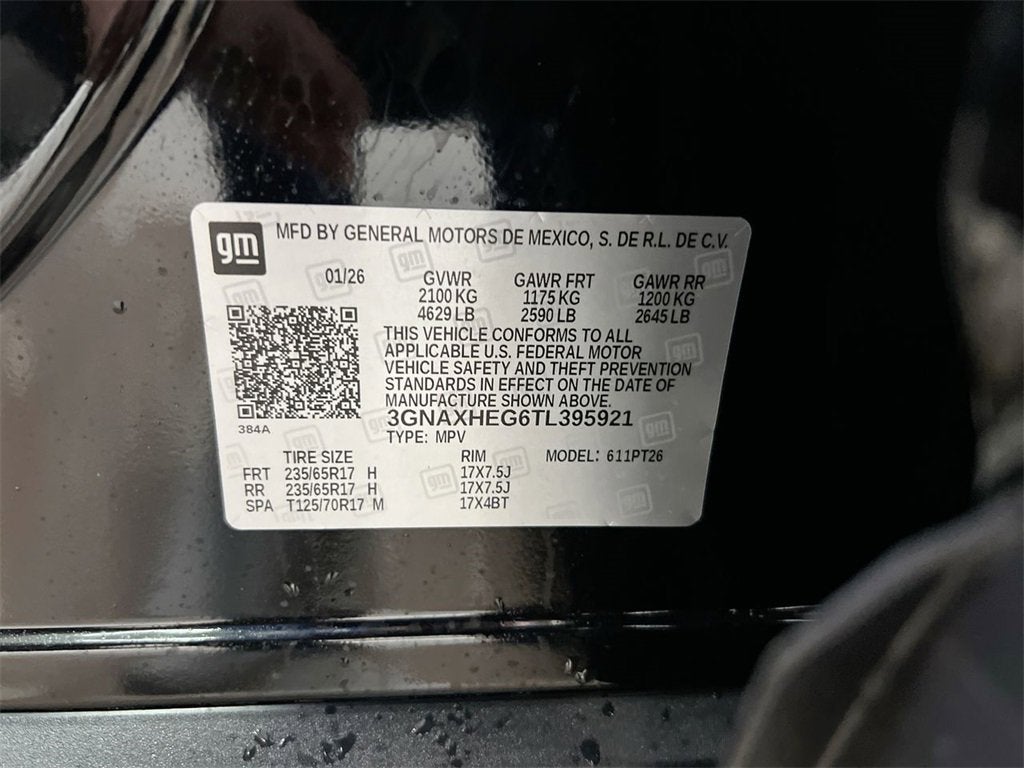 gm MFD BY GENERAL MOTORS DE MEXICO, S. DE R.L. DE C.V.
01/26 GVWR GAWR FRT GAWR RR
2100 KG 1175 KG 1200 KG
4629 LB 2590 LB 2645 LB
THIS VEHICLE CONFORMS TO ALL
APPLICABLE U.S. FEDERAL MOTOR
VEHICLE SAFETY AND THEFT PREVENTION
STANDARDS IN EFFECT ON THE DATE OF
MANUFACTURE SHOWN ABOVE.
3GNAXHEG6TL395921
384A
TYPE: MPV
TIRE SIZE RIM MODEL: 611PT26
FRT 235/65R17 H 17X7.5J
RR 235/65R17 H 17X7.5J
SPA T125/70R17 M 17X4BT